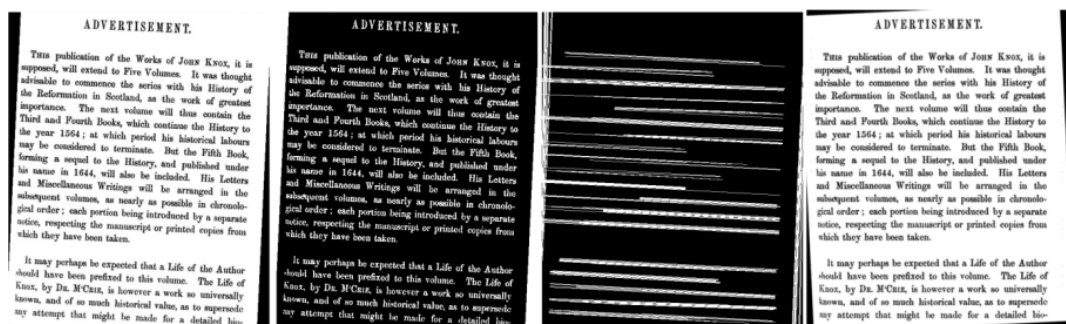 ADVERTISEMENT.
THIS publication of the Works of JOHN KNOX, it is
supposed, will extend to Five Volumes. It was thought
advisable to commence the series with his History of
the Reformation in Scotland, as the work of greatest
importance. The next volume will thus contain the
Third and Fourth Books, which continue the History to
the year 1564; at which period his historical labours
may be considered to terminate. But the Fifth Book,
forming a sequel to the History, and published under
his name in 1644, will also be included. His Letters
and Miscellaneous Writings will be arranged in the
subsequent volumes, as nearly as possible in chronolo-
gical order; each portion being introduced by a separate
notice, respecting the manuscript or printed copies from
which they have been taken.
It may perhaps be expected that a Life of the Author
should have been prefixed to this volume. The Life of
KNOX, by DR. M'CRIE, is however a work so universally
known, and of so much historical value, as to supersede
any attempt that might be made for a detailed bio-
ADVERTISEMENT.
THIS publication of the Works of JOHN KNOX, it is
supposed, will extend to Five Volumes. It was thought
advisable to commence the series with his History of
the Reformation in Scotland, as the work of greatest
importance. The next volume will thus contain the
Third and Fourth Books, which continue the History to
the year 1564; at which period his historical labours
may be considered to terminate. But the Fifth Book,
forming a sequel to the History, and published under
his name in 1644, will also be included. His Letters
and Miscellaneous Writings will be arranged in the
subsequent volumes, as nearly as possible in chronolo-
gical order; each portion being introduced by a separate
notice, respecting the manuscript or printed copies from
which they have been taken.
It may perhaps be expected that a Life of the Author
should have been prefixed to this volume. The Life of
KNOX, by DR. M'CRIE, is however a work so universally
known, and of so much historical value, as to supersede
any attempt that might be made for a detailed bio-
ADVERTISEMENT.
THIS publication of the Works of JOHN KNOX, it is
supposed, will extend to Five Volumes. It was thought
advisable to commence the series with his History of
the Reformation in Scotland, as the work of greatest
importance. The next volume will thus contain the
Third and Fourth Books, which continue the History to
the year 1564; at which period his historical labours
may be considered to terminate. But the Fifth Book,
forming a sequel to the History, and published under
his name in 1644, will also be included. His Letters
and Miscellaneous Writings will be arranged in the
subsequent volumes, as nearly as possible in chronolo-
gical order; each portion being introduced by a separate
notice, respecting the manuscript or printed copies from
which they have been taken.
It may perhaps be expected that a Life of the Author
should have been prefixed to this volume. The Life of
KNOX, by DR. M'CRIE, is however a work so universally
known, and of so much historical value, as to supersede
any attempt that might be made for a detailed bio-